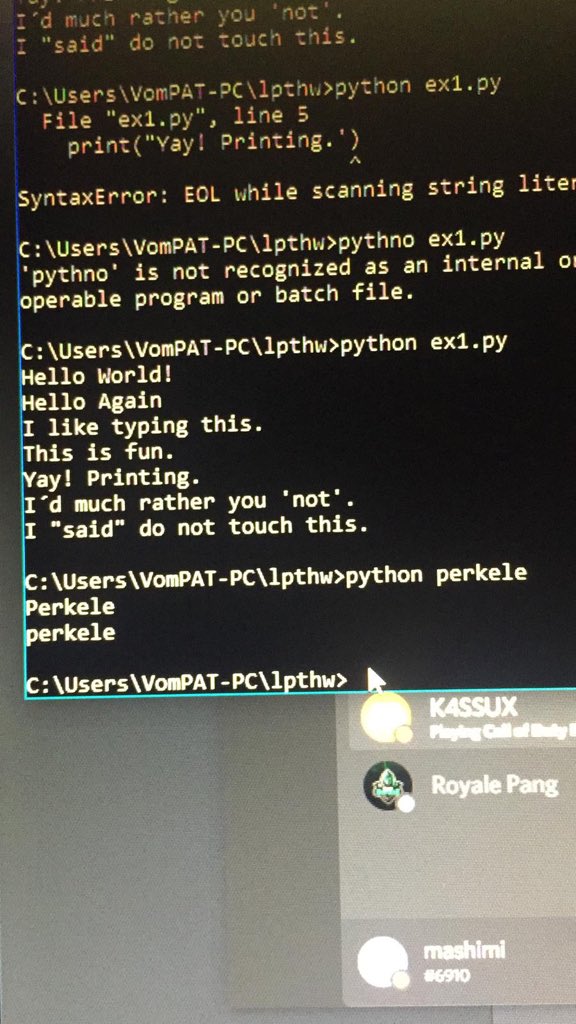 I´d much rather you 'not'.
I "said" do not touch this.
C:\Users\VomPAT-PC\lpthw>python ex1.py
File "ex1.py", line 5
print("Yay! Printing.')
^
SyntaxError: EOL while scanning string liter
C:\Users\VomPAT-PC\lpthw>pythno ex1.py
'pythno' is not recognized as an internal or
operable program or batch file.
C:\Users\VomPAT-PC\lpthw>python ex1.py
Hello World!
Hello Again
I like typing this.
This is fun.
Yay! Printing.
I´d much rather you 'not'.
I "said" do not touch this.
C:\Users\VomPAT-PC\lpthw>python perkele
Perkele
perkele
C:\Users\VomPAT-PC\lpthw>
K4SSUX
Playing Call of Duty
Royale Pang
mashimi
#6910